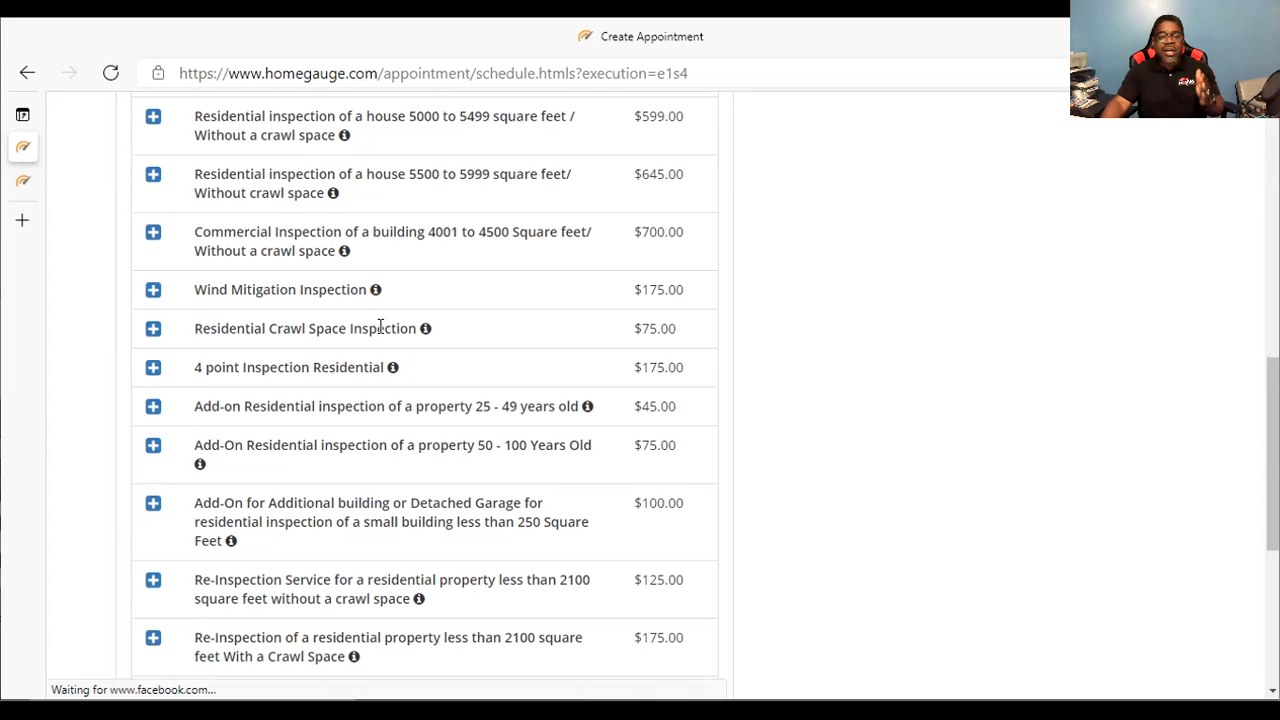 Create Appointment
https://www.homegauge.com/appointment/schedule.htmls?execution=e1s4
Residential inspection of a house 5000 to 5499 square feet / $599.00
Without a crawl space
Residential inspection of a house 5500 to 5999 square feet/ $645.00
Without crawl space
Commercial Inspection of a building 4001 to 4500 Square feet/ $700.00
Without a crawl space
Wind Mitigation Inspection $175.00
Residential Crawl Space Inspection $75.00
4 point Inspection Residential $175.00
Add-on Residential inspection of a property 25 - 49 years old $45.00
Add-On Residential inspection of a property 50 - 100 Years Old $75.00
Add-On for Additional building or Detached Garage for $100.00
residential inspection of a small building less than 250 Square
Feet
Re-Inspection Service for a residential property less than 2100 $125.00
square feet without a crawl space
Re-Inspection of a residential property less than 2100 square $175.00
feet With a Crawl Space
Waiting for www.facebook.com...